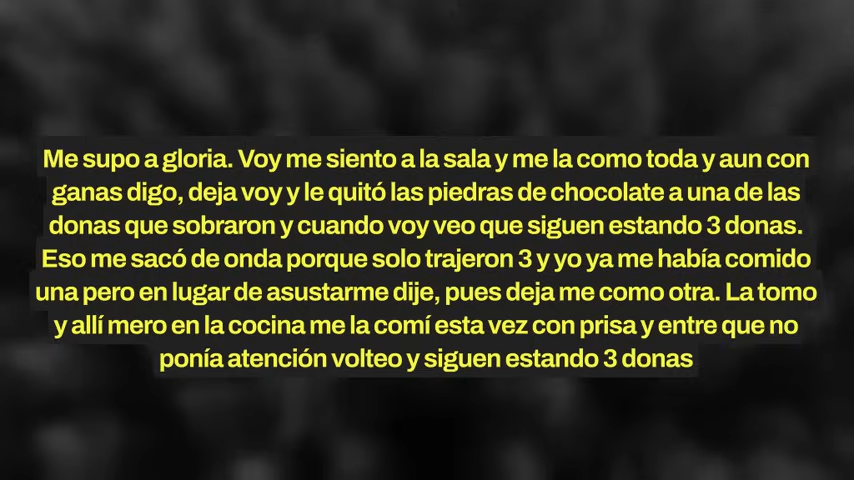 Me supo a gloria. Voy me siento a la sala y me la como toda y aun con
ganas digo, deja voy y le quitó las piedras de chocolate a una de las
donas que sobraron y cuando voy veo que siguen estando 3 donas.
Eso me sacó de onda porque solo trajeron 3 y yo ya me había comido
una pero en lugar de asustarme dije, pues deja me como otra. La tomo
y allí mero en la cocina me la comí esta vez con prisa y entre que no
ponía atención volteo y siguen estando 3 donas